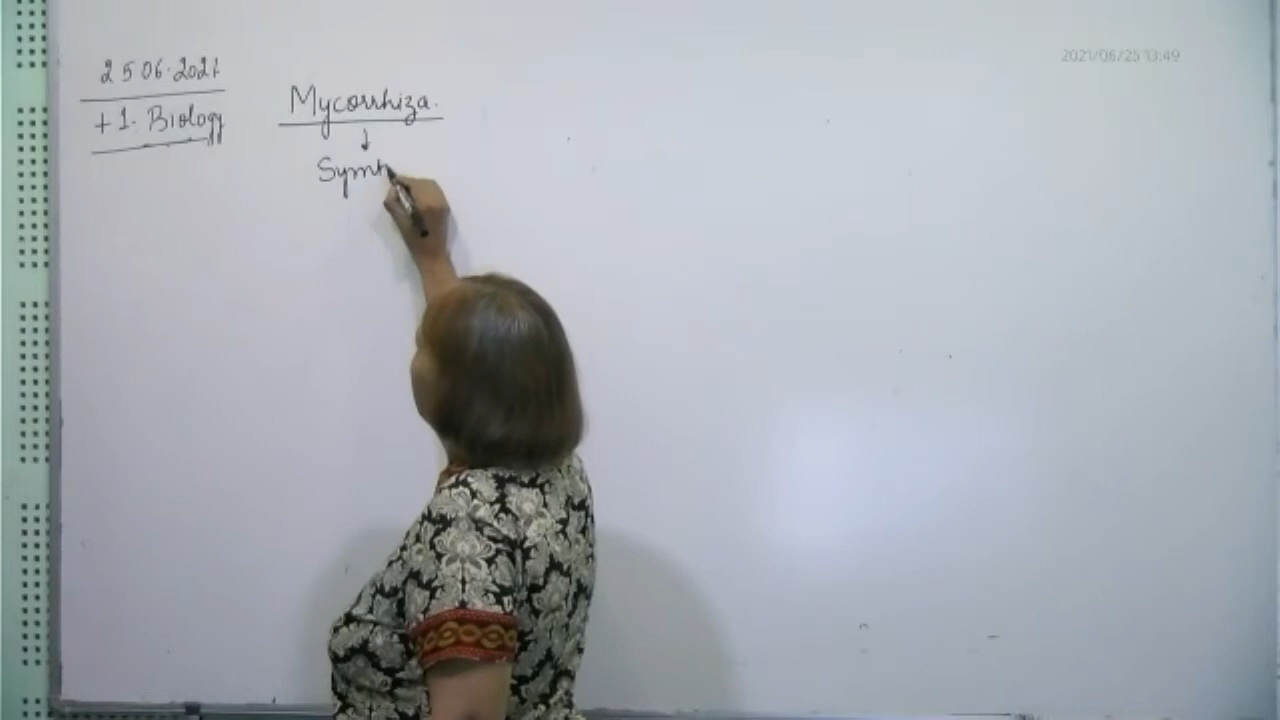 25.06.2021
2021/06/25 13:49
+1. Biology
Mycorrhiza.
↓
Symb